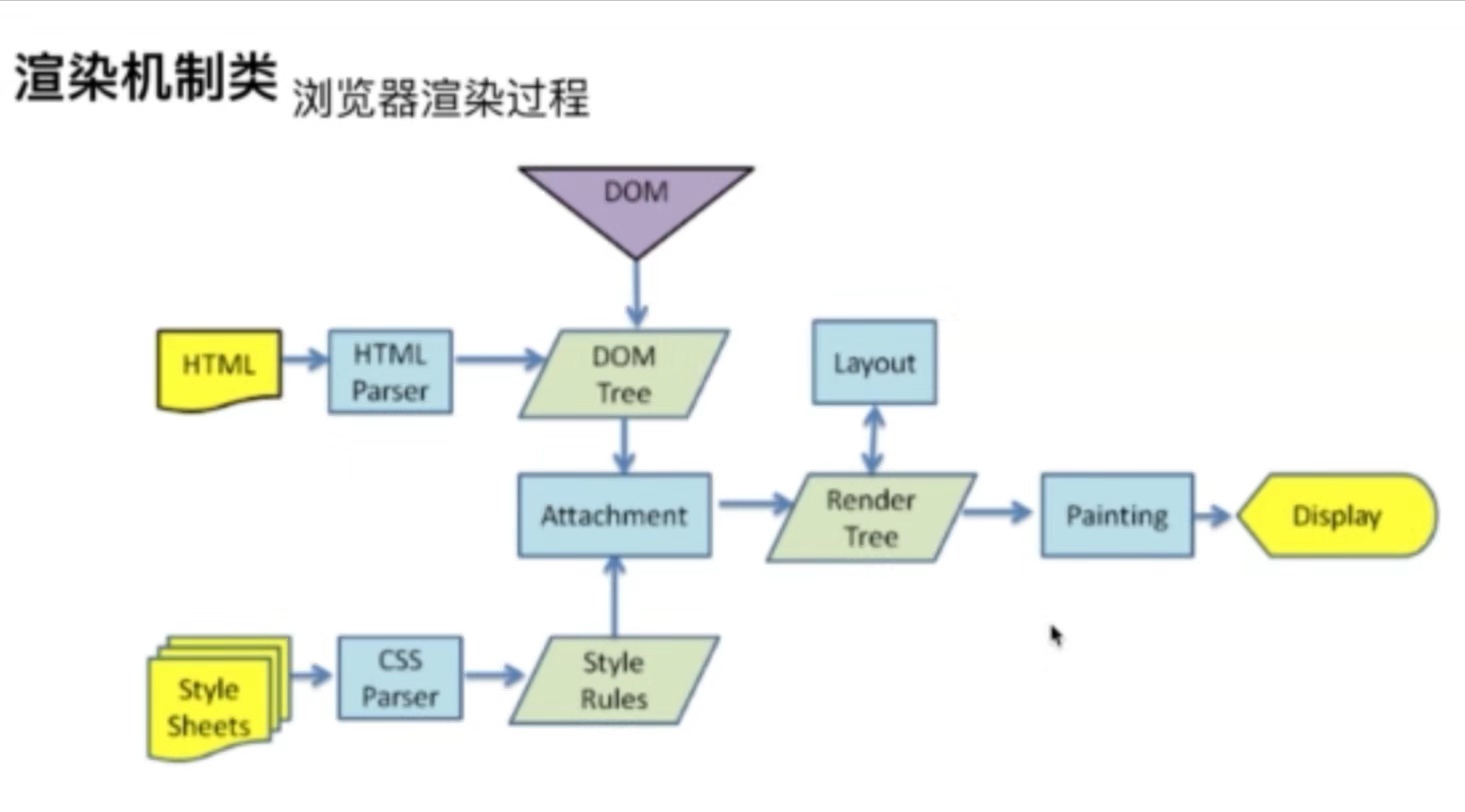 渲染机制类 浏览器渲染过程
DOM
HTML
HTML
Parser
DOM
Tree
Layout
Attachment
Render
Tree
Painting
Display
Style
Sheets
CSS
Parser
Style
Rules